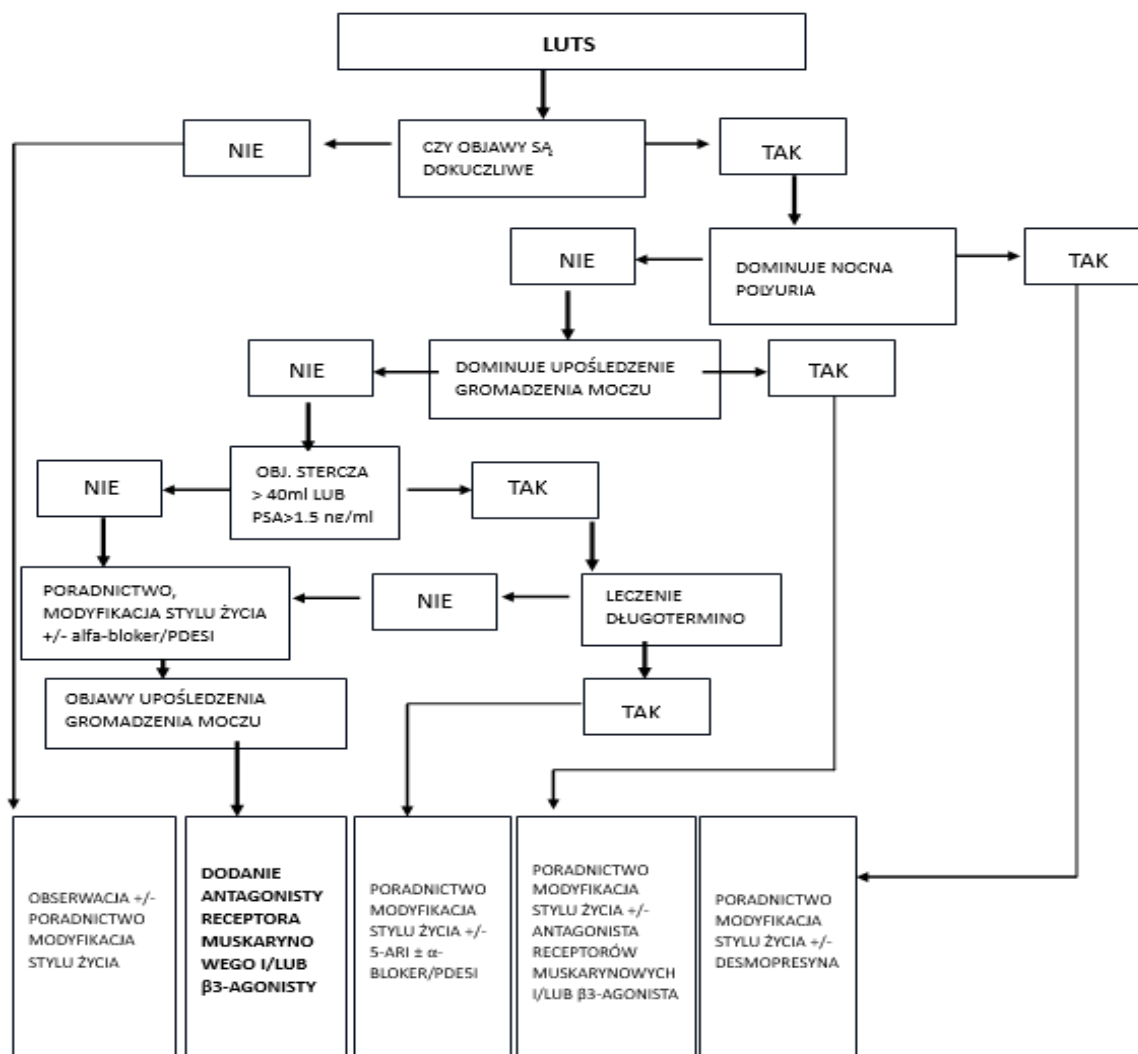 LUTS
NIE
CZY OBJAWY SĄ
DOKUCZLIWE
TAK
NIE
DOMINUJE NOCNA
POLYURIA
TAK
NIE
DOMINUJE UPOŚLEDZENIE
GROMADZENIA MOCZU
TAK
NIE
OBJ. STERCZA
> 40ml LUB
PSA>1.5 ng/ml
TAK
PORADNICTWO,
MODYFIKACJA STYLU ŻYCIA
+/- alfa-bloker/PDESI
NIE
LECZENIE
DŁUGOTERMINO
OBJAWY UPOŚLEDZENIA
GROMADZENIA MOCZU
TAK
OBSERWACJA +/-
PORADNICTWO
MODYFIKACJA
STYLU ŻYCIA
DODANIE
ANTAGONISTY
RECEPTORA
MUSKARYNO
WEGO I/LUB
β3-AGONISTY
PORADNICTWO
MODYFIKACJA
STYLU ŻYCIA +/-
5-ARI ± α-
BLOKER/PDESI
PORADNICTWO
MODYFIKACJA
STYLU ŻYCIA +/-
ANTAGONISTA
RECEPTORÓW
MUSKARYNOWYCH
I/LUB β3-AGONISTA
PORADNICTWO
MODYFIKACJA
STYLU ŻYCIA +/-
DESMOPRESYNA